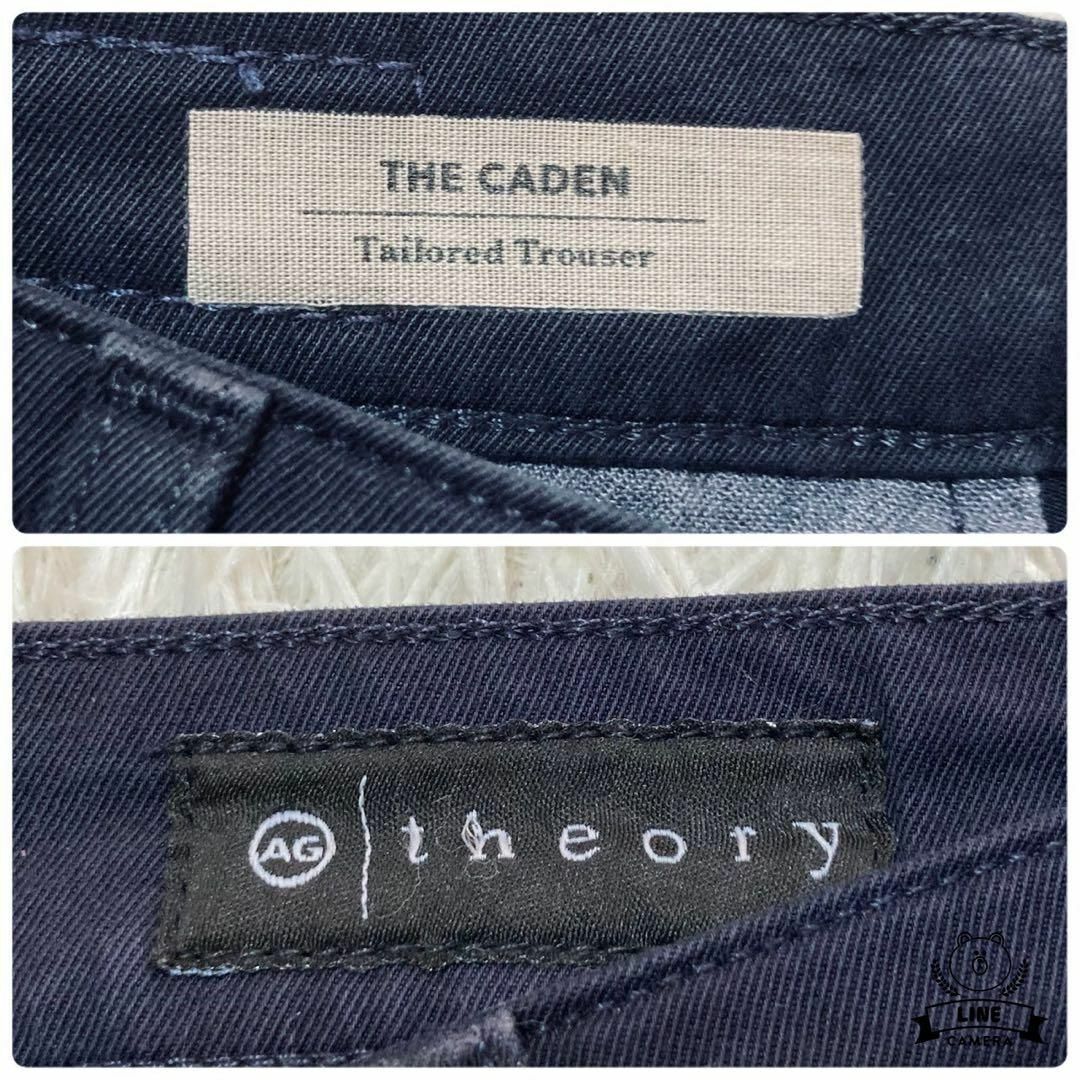 THE CADEN
Tailored Trouser
AG theory
LINE
CAMERA